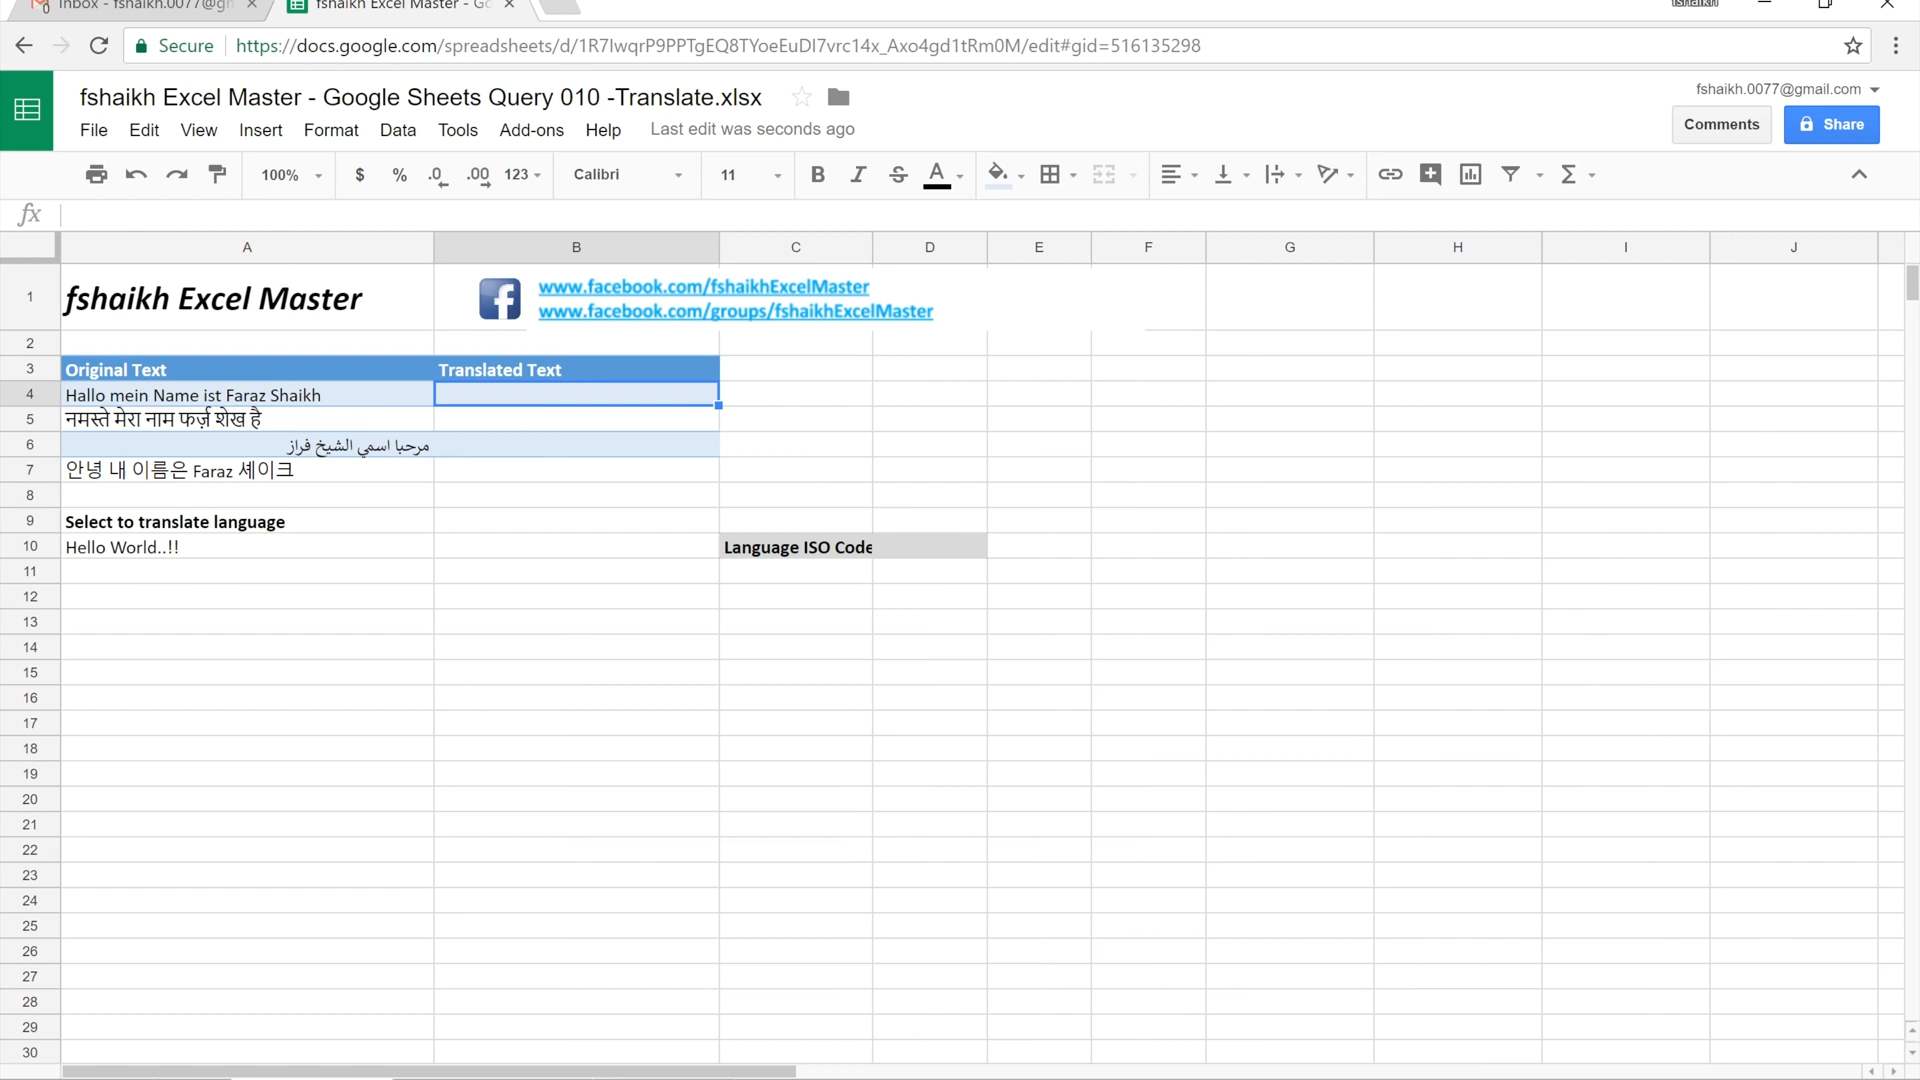 Inbox - fshaikh.0077@gm
fshaikh Excel Master - Go
fshaikh
Secure
https://docs.google.com/spreadsheets/d/1R7IwqrP9PPTgEQ8TYoeEuDI7vrc14x_Axo4gd1tRm0M/edit#gid=516135298
fshaikh Excel Master - Google Sheets Query 010 -Translate.xlsx
fshaikh.0077@gmail.com
File Edit View Insert Format Data Tools Add-ons Help Last edit was seconds ago
Comments
Share
100% $ % .0 .00 123 Calibri 11 B I S A Σ
fx
A B C D E F G H I J
1 fshaikh Excel Master
www.facebook.com/fshaikhExcelMaster
www.facebook.com/groups/fshaikhExcelMaster
2
3 Original Text Translated Text
4 Hallo mein Name ist Faraz Shaikh
5 नमस्ते मेरा नाम फर्ज़ शेख है
6 مرحبا اسمي الشيخ فراز
7 안녕 내 이름은 Faraz 셰이크
8
9 Select to translate language
10 Hello World..!! Language ISO Code
11
12
13
14
15
16
17
18
19
20
21
22
23
24
25
26
27
28
29
30